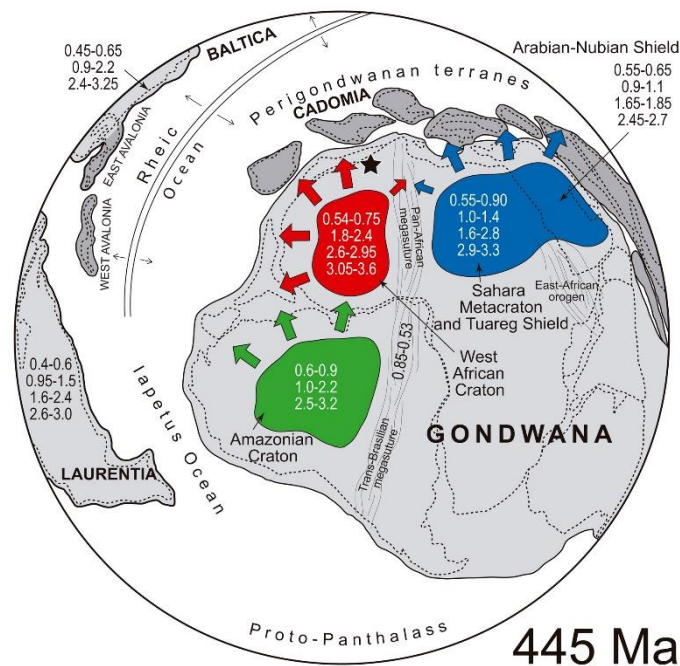 BALTICA
0.45-0.65
0.9-2.2
2.4-3.25
Arabian-Nubian Shield
0.55-0.65
0.9-1.1
1.65-1.85
2.45-2.7
Perigondwanan terranes
CADOMIA
EAST AVALONIA
Rheic
Ocean
WEST AVALONIA
0.54-0.75
1.8-2.4
2.6-2.95
3.05-3.6
Pan-African
megasuture
0.55-0.90
1.0-1.4
1.6-2.8
2.9-3.3
East-African
orogen
Sahara
Metacraton
and Tuareg Shield
West
African
Craton
0.85-0.53
0.4-0.6
0.95-1.5
1.6-2.4
2.6-3.0
Iapetus Ocean
0.6-0.9
1.0-2.2
2.5-3.2
Amazonian
Craton
GONDWANA
LAURENTIA
Trans-Brasilian
megasuture
Proto-Panthalass
445 Ma